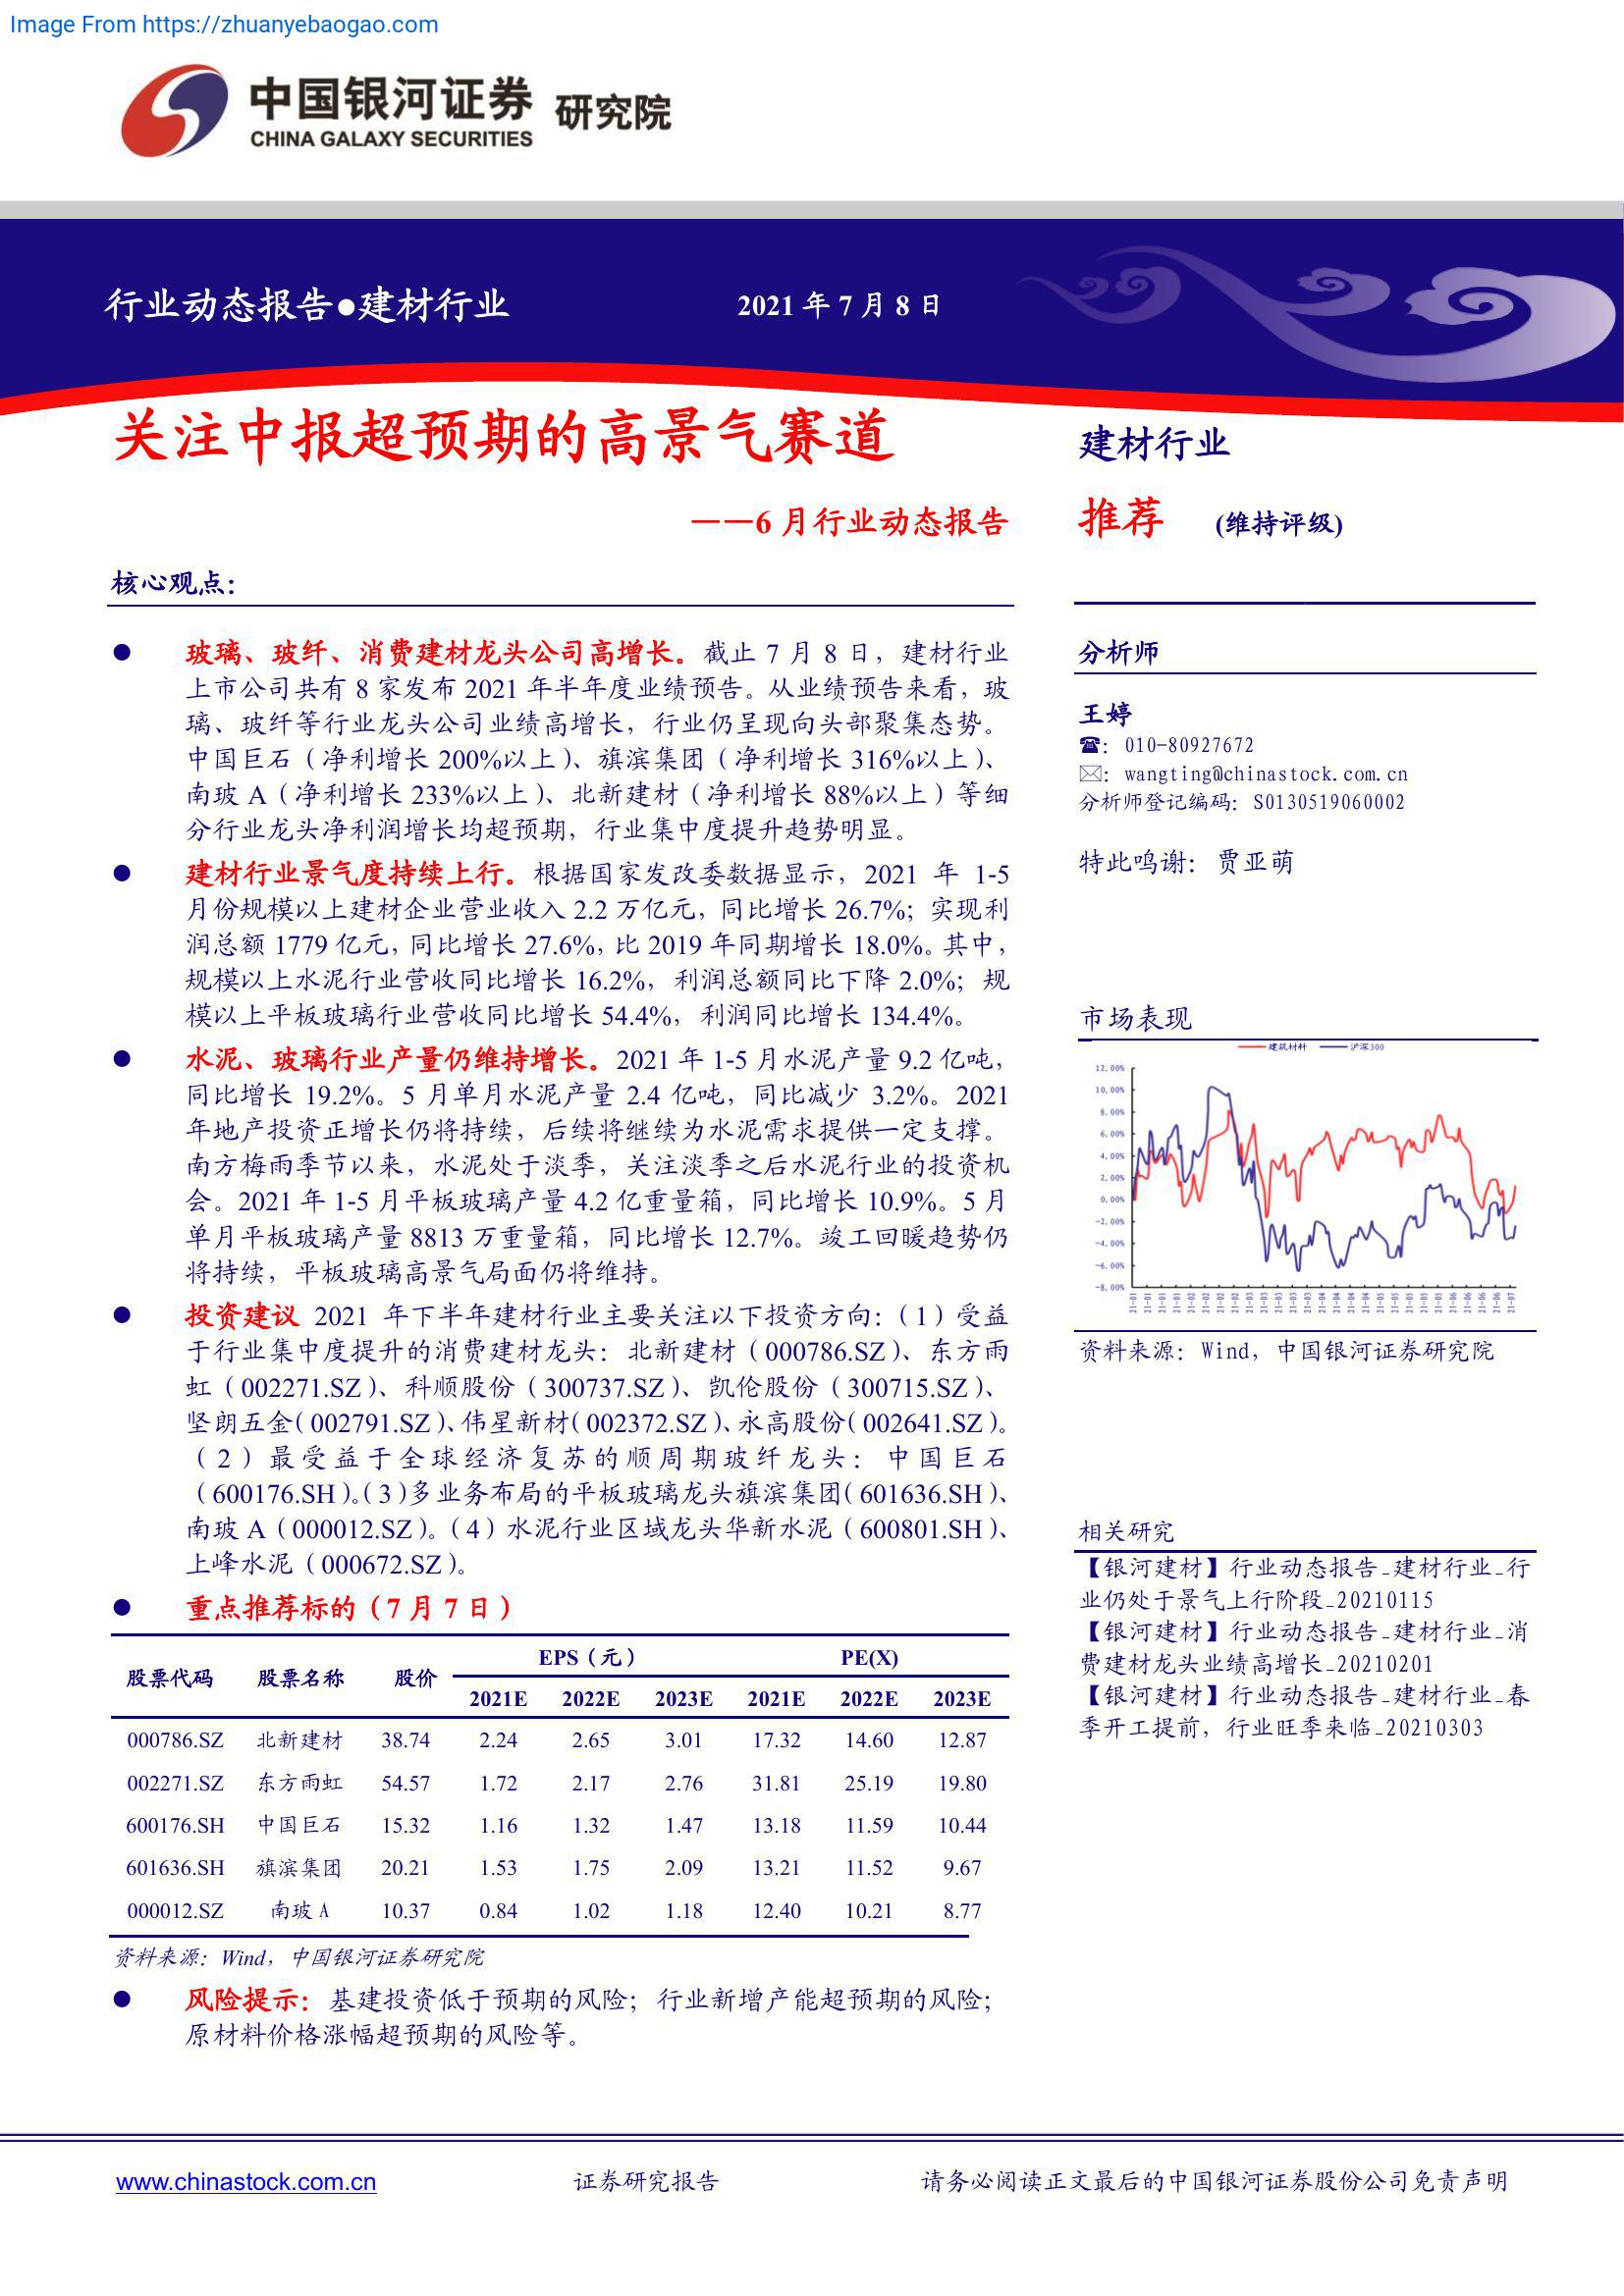 Image From https://zhuanyebaogao.com
中国银河证券 研究院
CHINA GALAXY SECURITIES
行业动态报告●建材行业
2021 年 7 月 8 日
关注中报超预期的高景气赛道
——6 月行业动态报告
核心观点：
● 玻璃、玻纤、消费建材龙头公司高增长。截止 7 月 8 日，建材行业
上市公司共有 8 家发布 2021 年半年度业绩预告。从业绩预告来看，玻
璃、玻纤等行业龙头公司业绩高增长，行业仍呈现向头部聚集态势。
中国巨石（净利增长 200%以上）、旗滨集团（净利增长 316%以上）、
南玻 A（净利增长 233%以上）、北新建材（净利增长 88%以上）等细
分行业龙头净利润增长均超预期，行业集中度提升趋势明显。
● 建材行业景气度持续上行。根据国家发改委数据显示，2021 年 1-5
月份规模以上建材企业营业收入 2.2 万亿元，同比增长 26.7%；实现利
润总额 1779 亿元，同比增长 27.6%，比 2019 年同期增长 18.0%。其中，
规模以上水泥行业营收同比增长 16.2%，利润总额同比下降 2.0%；规
模以上平板玻璃行业营收同比增长 54.4%，利润同比增长 134.4%。
● 水泥、玻璃行业产量仍维持增长。2021 年 1-5 月水泥产量 9.2 亿吨，
同比增长 19.2%。5 月单月水泥产量 2.4 亿吨，同比减少 3.2%。2021
年地产投资正增长仍将持续，后续将继续为水泥需求提供一定支撑。
南方梅雨季节以来，水泥处于淡季，关注淡季之后水泥行业的投资机
会。2021 年 1-5 月平板玻璃产量 4.2 亿重量箱，同比增长 10.9%。5 月
单月平板玻璃产量 8813 万重量箱，同比增长 12.7%。竣工回暖趋势仍
将持续，平板玻璃高景气局面仍将维持。
● 投资建议 2021 年下半年建材行业主要关注以下投资方向：（1）受益
于行业集中度提升的消费建材龙头：北新建材（000786.SZ）、东方雨
虹（002271.SZ）、科顺股份（300737.SZ）、凯伦股份（300715.SZ）、
坚朗五金（002791.SZ）、伟星新材（002372.SZ）、永高股份（002641.SZ）。
（2）最受益于全球经济复苏的顺周期玻纤龙头：中国巨石
（600176.SH）。（3）多业务布局的平板玻璃龙头旗滨集团（601636.SH）、
南玻 A（000012.SZ）。（4）水泥行业区域龙头华新水泥（600801.SH）、
上峰水泥（000672.SZ）。
● 重点推荐标的（7 月 7 日）
EPS（元） PE(X)
股票代码 股票名称 股价
2021E 2022E 2023E 2021E 2022E 2023E
000786.SZ 北新建材 38.74 2.24 2.65 3.01 17.32 14.60 12.87
002271.SZ 东方雨虹 54.57 1.72 2.17 2.76 31.81 25.19 19.80
600176.SH 中国巨石 15.32 1.16 1.32 1.47 13.18 11.59 10.44
601636.SH 旗滨集团 20.21 1.53 1.75 2.09 13.21 11.52 9.67
000012.SZ 南玻 A 10.37 0.84 1.02 1.18 12.40 10.21 8.77
资料来源：Wind，中国银河证券研究院
● 风险提示：基建投资低于预期的风险；行业新增产能超预期的风险；
原材料价格涨幅超预期的风险等。
建材行业
推荐 (维持评级)
分析师
王婷
☎：010-80927672
✉：wangting@chinastock.com.cn
分析师登记编码：S0130519060002
特此鸣谢：贾亚萌
市场表现
建筑材料 沪深300
12.00%
10.00%
8.00%
6.00%
4.00%
2.00%
0.00%
-2.00%
-4.00%
-6.00%
-8.00%
21-01 21-01 21-01 21-01 21-02 21-02 21-02 21-03 21-03 21-03 21-03 21-03 21-04 21-04 21-04 21-04 21-05 21-05 21-05 21-05 21-05 21-06 21-06 21-06 21-06 21-07
资料来源：Wind，中国银河证券研究院
相关研究
【银河建材】行业动态报告_建材行业_行
业仍处于景气上行阶段_20210115
【银河建材】行业动态报告_建材行业_消
费建材龙头业绩高增长_20210201
【银河建材】行业动态报告_建材行业_春
季开工提前，行业旺季来临_20210303
www.chinastock.com.cn
证券研究报告
请务必阅读正文最后的中国银河证券股份公司免责声明